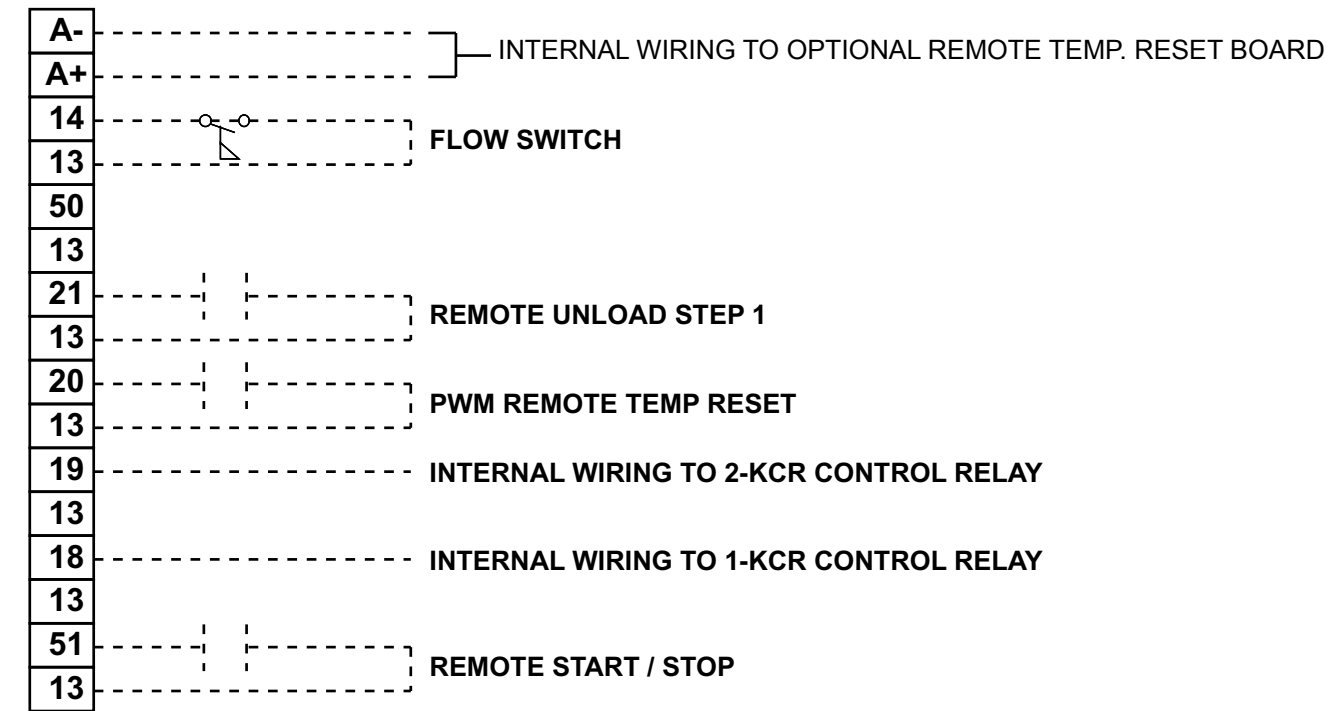 A-
INTERNAL WIRING TO OPTIONAL REMOTE TEMP. RESET BOARD
A+
14
FLOW SWITCH
13
50
13
21
REMOTE UNLOAD STEP 1
13
20
PWM REMOTE TEMP RESET
13
19 INTERNAL WIRING TO 2-KCR CONTROL RELAY
13
18 INTERNAL WIRING TO 1-KCR CONTROL RELAY
13
51
REMOTE START / STOP
13